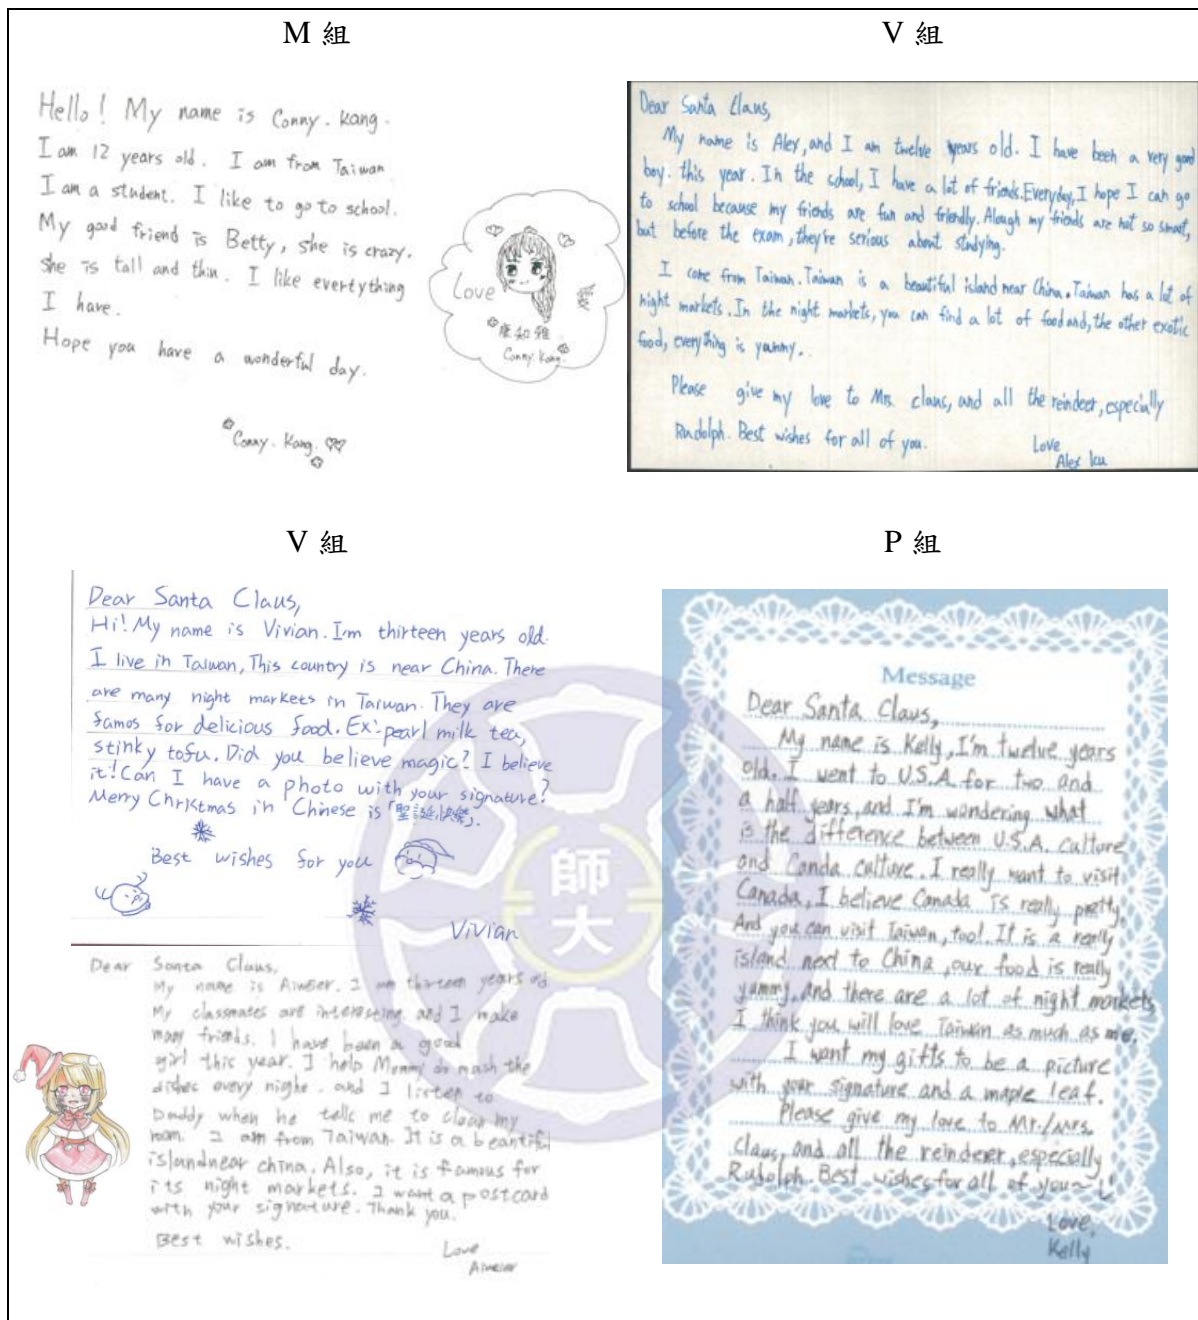 M 組
Hello! My name is Conny. Kang.
I am 12 years old. I am from Taiwan
I am a student. I like to go to school.
My good friend is Betty, she is crazy.
she is tall and thin. I like evertything
I have.
Hope you have a wonderful day.
Conny. Kang.
Love
康知雅
Conny. Kang.
V 組
Dear Santa Claus,
My name is Alex, and I am twelve years old. I have been a very good
boy. this year. In the school, I have a lot of friends. Everyday, I hope I can go
to school because my friends are fun and friendly. Alough my friends are not so smart,
but before the exam, they're serious about studying.
I come from Taiwan. Taiwan is a beautiful island near China. Taiwan has a lot of
night markets. In the night markets, you can find a lot of food and, the other exotic
food, everything is yummy.
Please give my love to Mrs. claus, and all the reindeer, especially
Rudolph. Best wishes for all of you.
Love
Alex
V 組
Dear Santa Claus,
Hi! My name is Vivian. I'm thirteen years old.
I live in Taiwan, This country is near China. There
are many night markets in Taiwan. They are
famos for delicious food. Ex: pearl milk tea,
stinky tofu. Did you believe magic? I believe
it! Can I have a photo with your signature?
Merry Christmas in Chinese is「聖誕快樂」.
Best wishes for you
Vivian
Dear Santa Claus,
My name is I am thirteen years old
My classmates are interesting and I make
many friends. I have been a good
girl this year. I help Mommy wash the
dishes every night. and I listen to
Daddy when he tells me to clean my
room. I am from Taiwan. It is a beautiful
islandnear china. Also, it is famous for
its night markets. I want a postcard
with your signature. Thank you.
Best wishes.
Love
P 組
Message
Dear Santa Claus,
My name is Kelly, I'm twelve years
old. I went to U.S.A. for two and
a half years, and I'm wondering what
is the difference between U.S.A. culture
and Canda culture. I really want to visit
Canada, I believe Canada is really pretty.
And you can visit Taiwan, too!. It is a really
island next to China, our food is really
yummy, and there are a lot of night markets,
I think you will love Taiwan as much as me.
I want my gifts to be a picture
with your signature and a maple leaf.
Please give my love to Mr./Mrs.
Claus, and all the reinderer, especially
Rudolph. Best wishes for all of you~
Love,
Kelly
師大